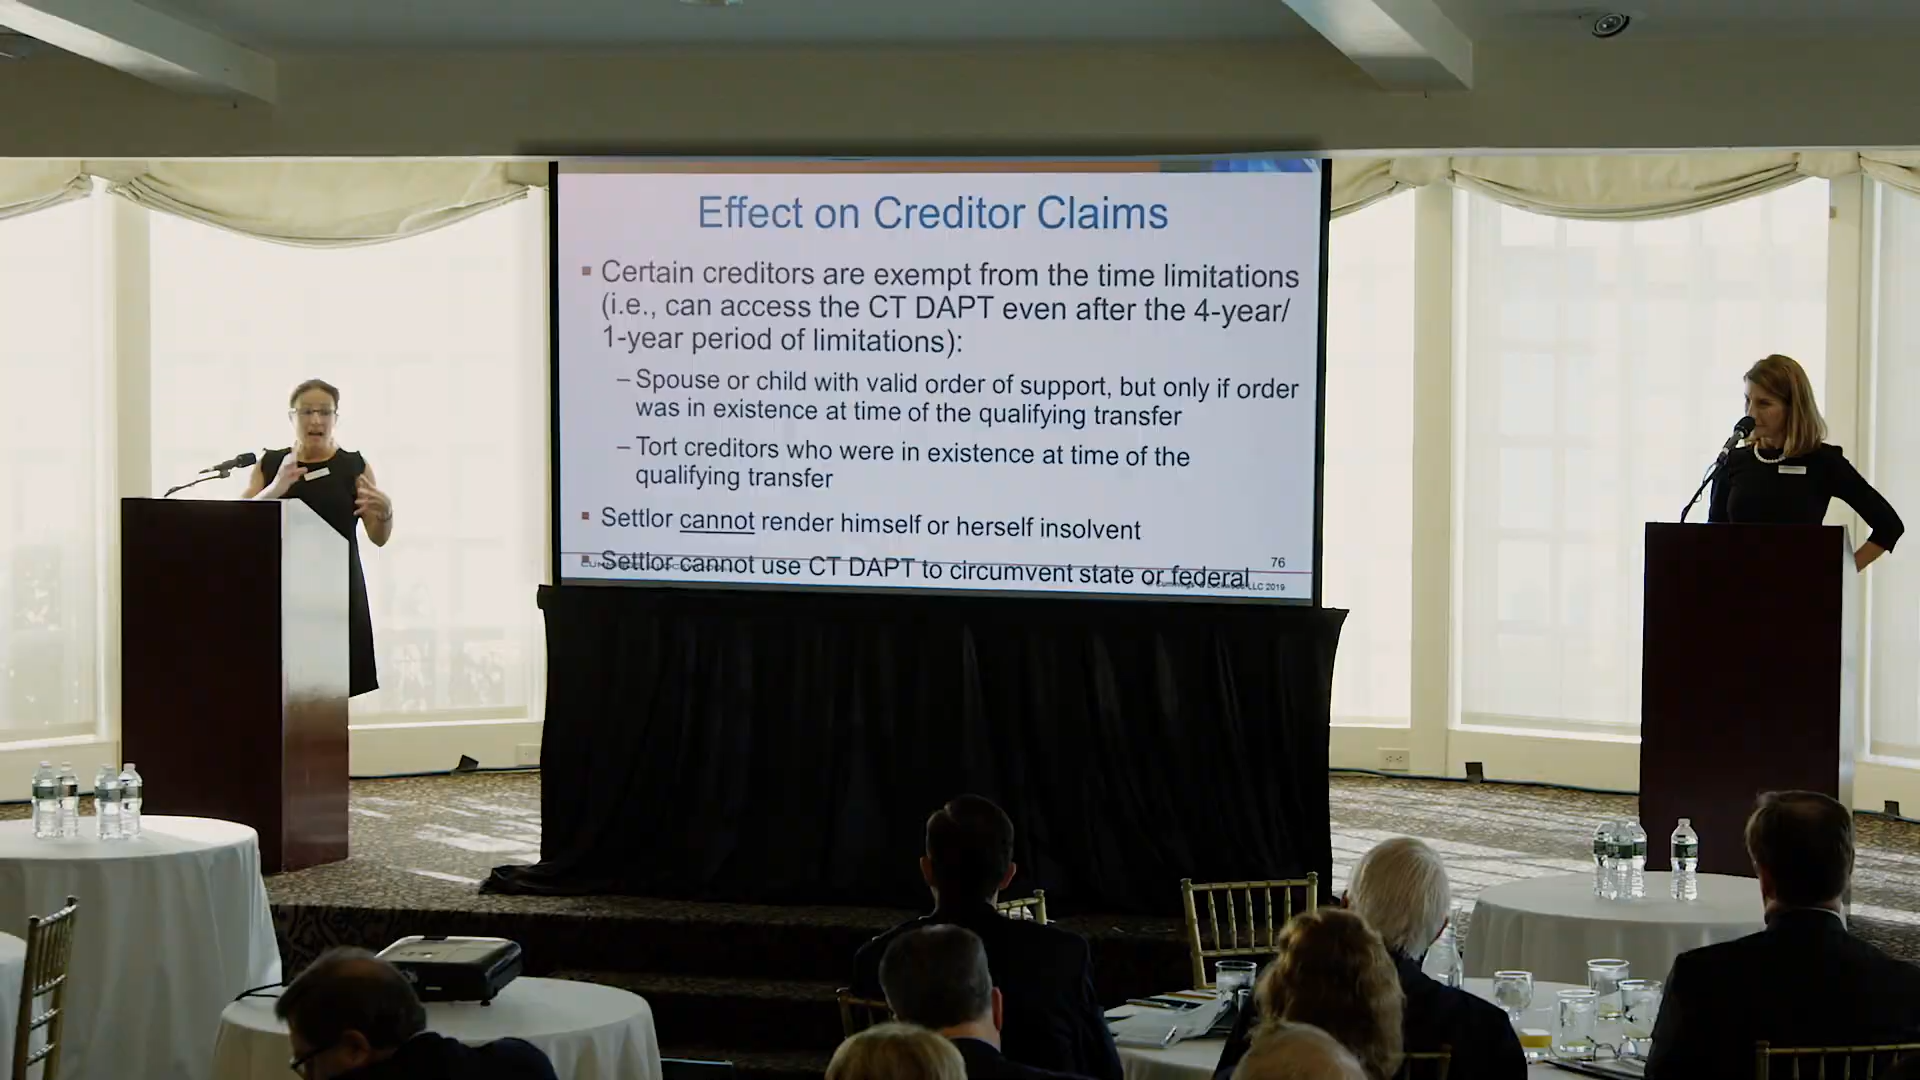 Effect on Creditor Claims
▪ Certain creditors are exempt from the time limitations
(i.e., can access the CT DAPT even after the 4-year/
1-year period of limitations):
– Spouse or child with valid order of support, but only if order
was in existence at time of the qualifying transfer
– Tort creditors who were in existence at time of the
qualifying transfer
▪ Settlor cannot render himself or herself insolvent
▪ Settlor cannot use CT DAPT to circumvent state or federal
76
LLC 2019